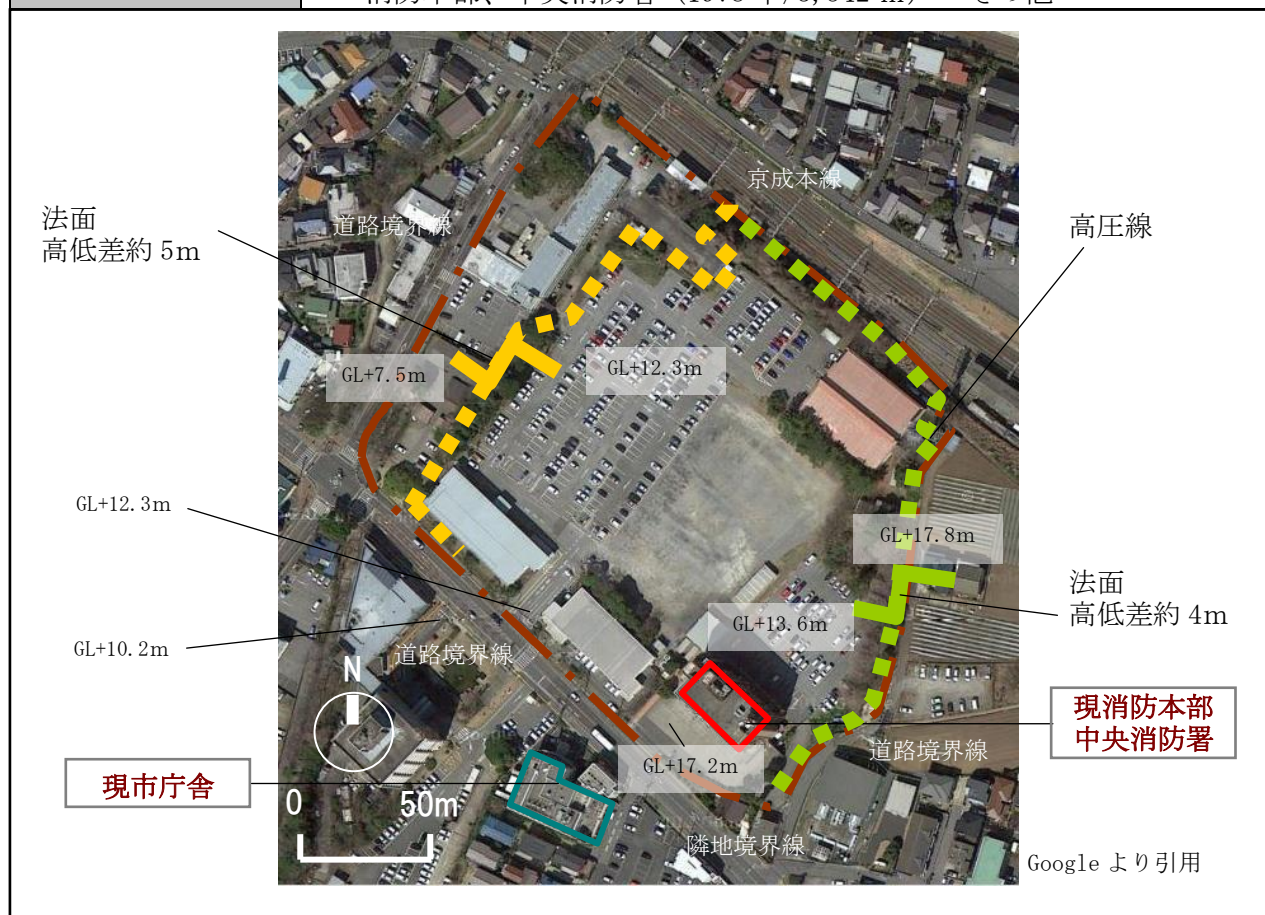 京成本線
法面
高低差約 5m
道路境界線
高圧線
GL+7.5m
GL+12.3m
GL+12.3m
GL+17.8m
法面
高低差約 4m
GL+13.6m
GL+10.2m
道路境界線
N
現消防本部
中央消防署
道路境界線
GL+17.2m
現市庁舎
0
50m
隣地境界線
Google より引用